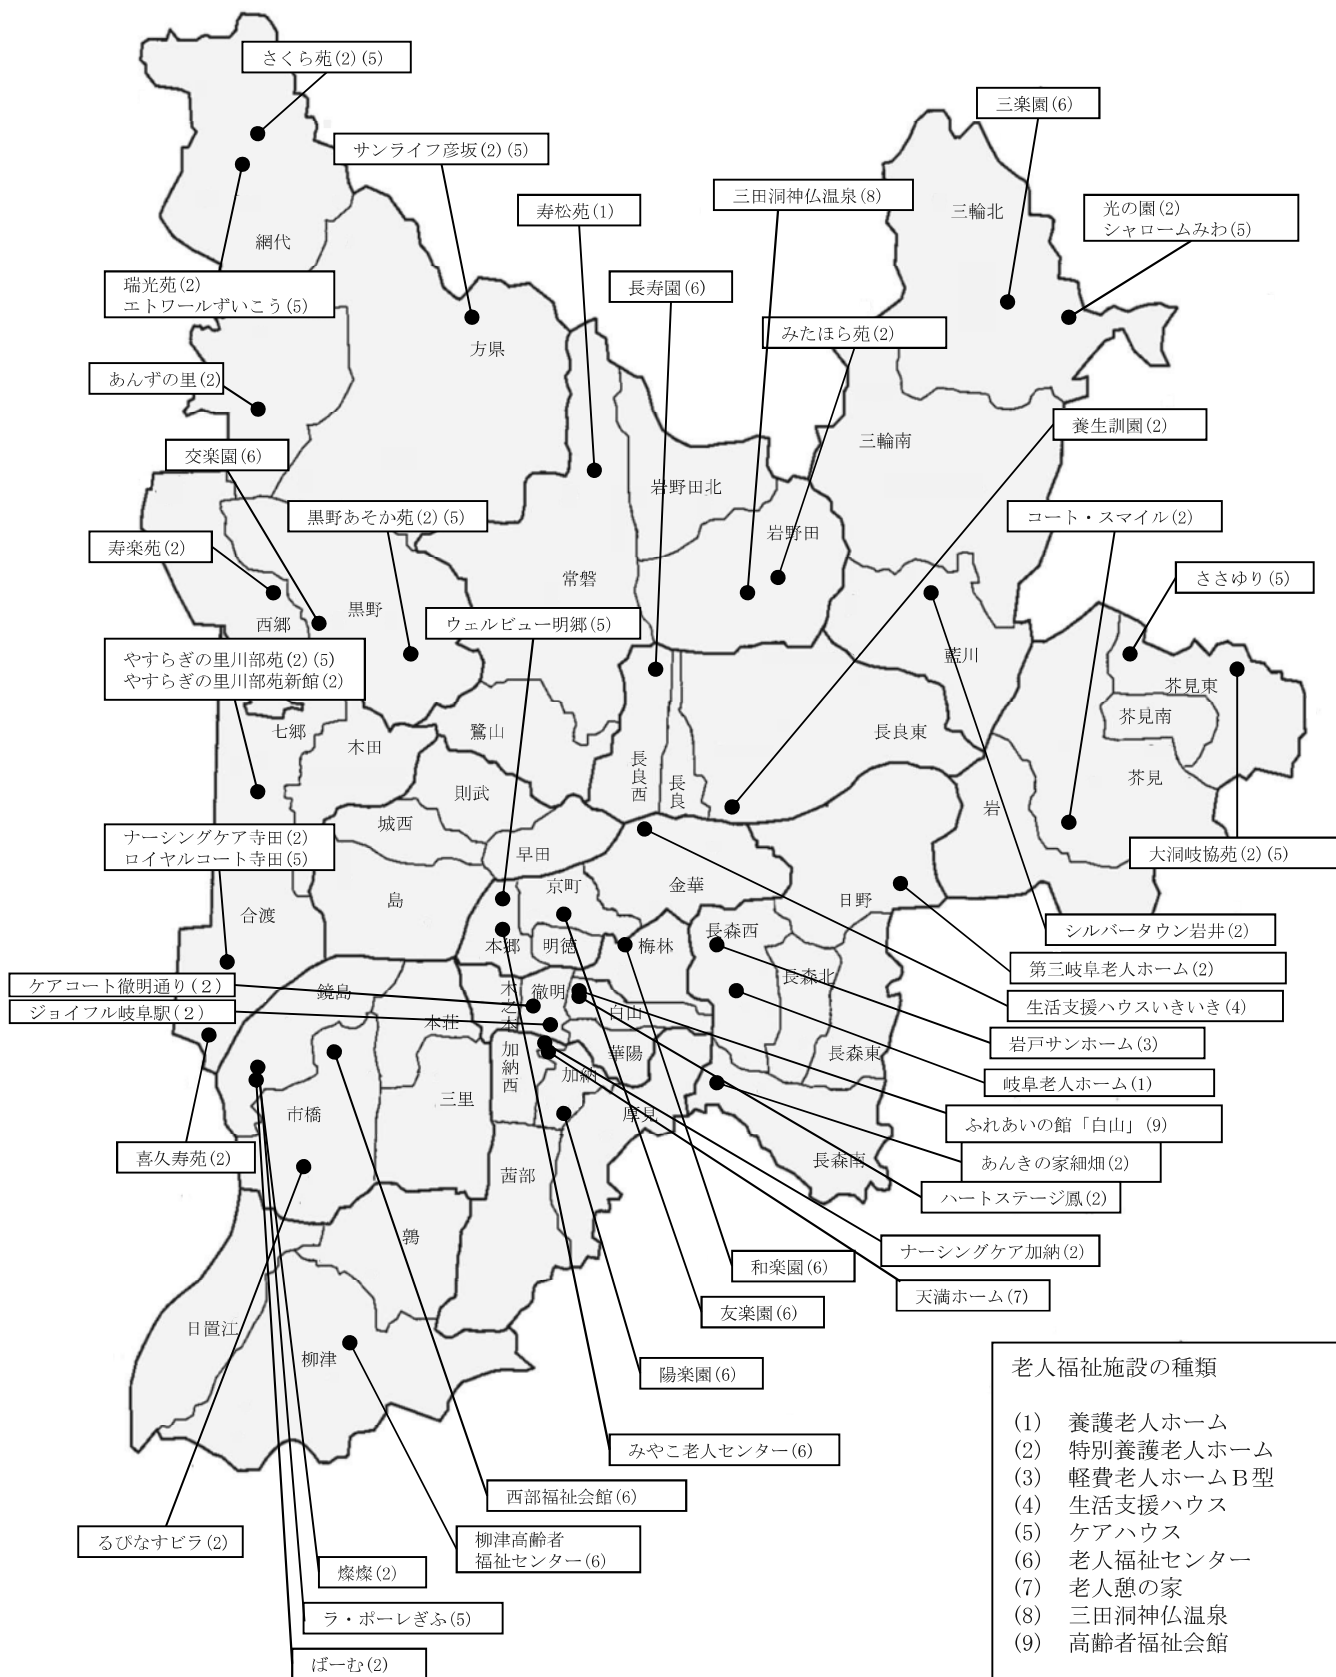 さくら苑(2)(5)
三楽園(6)
サンライフ彦坂(2)(5)
三田洞神仏温泉(8)
寿松苑(1)
三輪北
光の園(2)
シャロームみわ(5)
網代
瑞光苑(2)
エトワールずいこう(5)
長寿園(6)
みたほら苑(2)
方県
あんずの里(2)
養生訓園(2)
三輪南
交楽園(6)
岩野田北
黒野あそか苑(2)(5)
コート・スマイル(2)
岩野田
寿楽苑(2)
常磐
ささゆり(5)
黒野
西郷
ウェルビュー明郷(5)
藍川
やすらぎの里川部苑(2)(5)
やすらぎの里川部苑新館(2)
芥見東
芥見南
七郷
木田
鷺山
長良東
長良西
長良
芥見
則武
岩
城西
ナーシングケア寺田(2)
ロイヤルコート寺田(5)
早田
大洞岐協苑(2)(5)
京町
金華
日野
島
合渡
本郷
明徳
梅林
長森西
シルバータウン岩井(2)
長森北
第三岐阜老人ホーム(2)
ケアコート徹明通り(2)
鏡島
木之本
徹明
生活支援ハウスいきいき(4)
ジョイフル岐阜駅(2)
本荘
白山
岩戸サンホーム(3)
加納西
華陽
長森東
加納
岐阜老人ホーム(1)
三里
市橋
厚見
ふれあいの館「白山」(9)
喜久寿苑(2)
茜部
長森南
あんきの家細畑(2)
ハートステージ鳳(2)
鶉
ナーシングケア加納(2)
和楽園(6)
天満ホーム(7)
友楽園(6)
日置江
柳津
陽楽園(6)
みやこ老人センター(6)
西部福祉会館(6)
るぴなすビラ(2)
柳津高齢者
福祉センター(6)
燦燦(2)
ラ・ポーレぎふ(5)
ばーむ(2)
老人福祉施設の種類
(1) 養護老人ホーム
(2) 特別養護老人ホーム
(3) 軽費老人ホームB型
(4) 生活支援ハウス
(5) ケアハウス
(6) 老人福祉センター
(7) 老人憩の家
(8) 三田洞神仏温泉
(9) 高齢者福祉会館